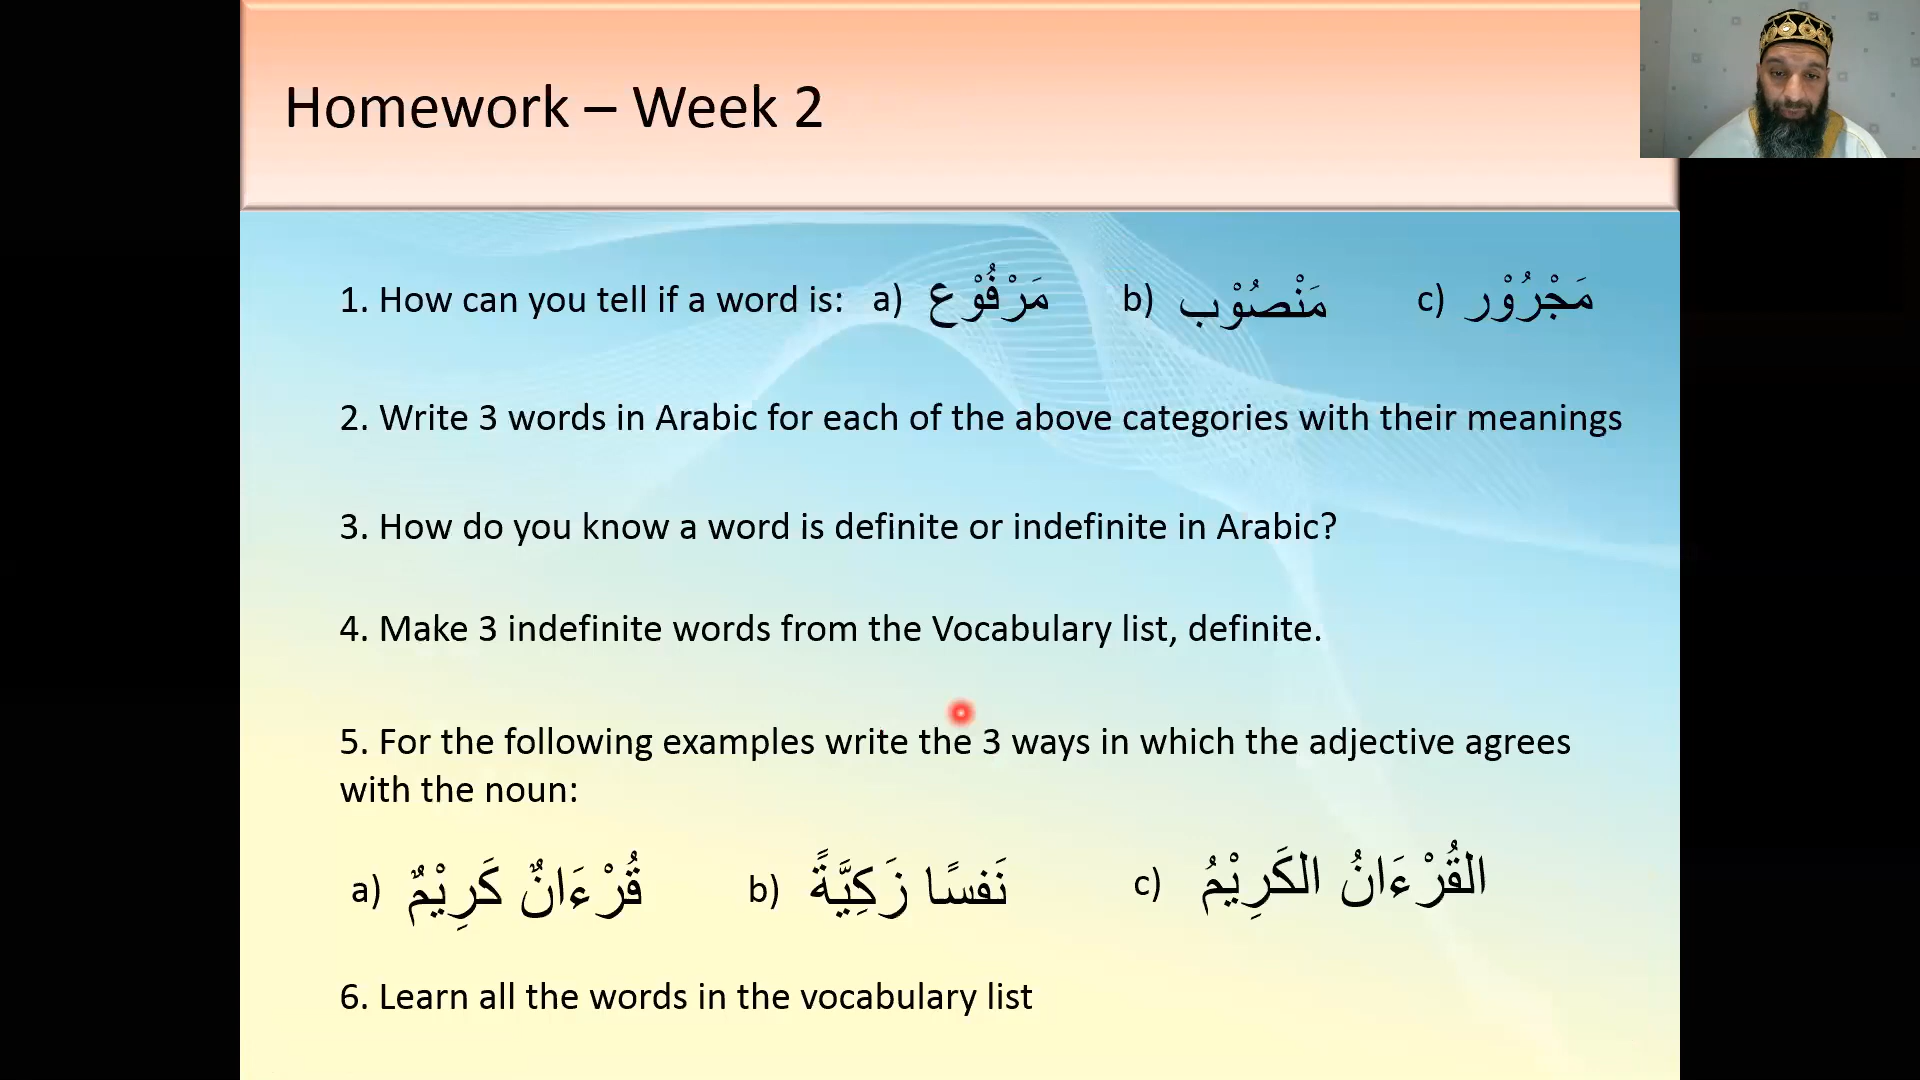 Homework – Week 2
1. How can you tell if a word is: a) مَرْفُوْع b) مَنْصُوْب c) مَجْرُوْر
2. Write 3 words in Arabic for each of the above categories with their meanings
3. How do you know a word is definite or indefinite in Arabic?
4. Make 3 indefinite words from the Vocabulary list, definite.
5. For the following examples write the 3 ways in which the adjective agrees
with the noun:
a) قُرْءَانٌ كَرِيْمٌ b) نَفسًا زَكِيَّةً c) القُرْءَانُ الكَرِيْمُ
6. Learn all the words in the vocabulary list